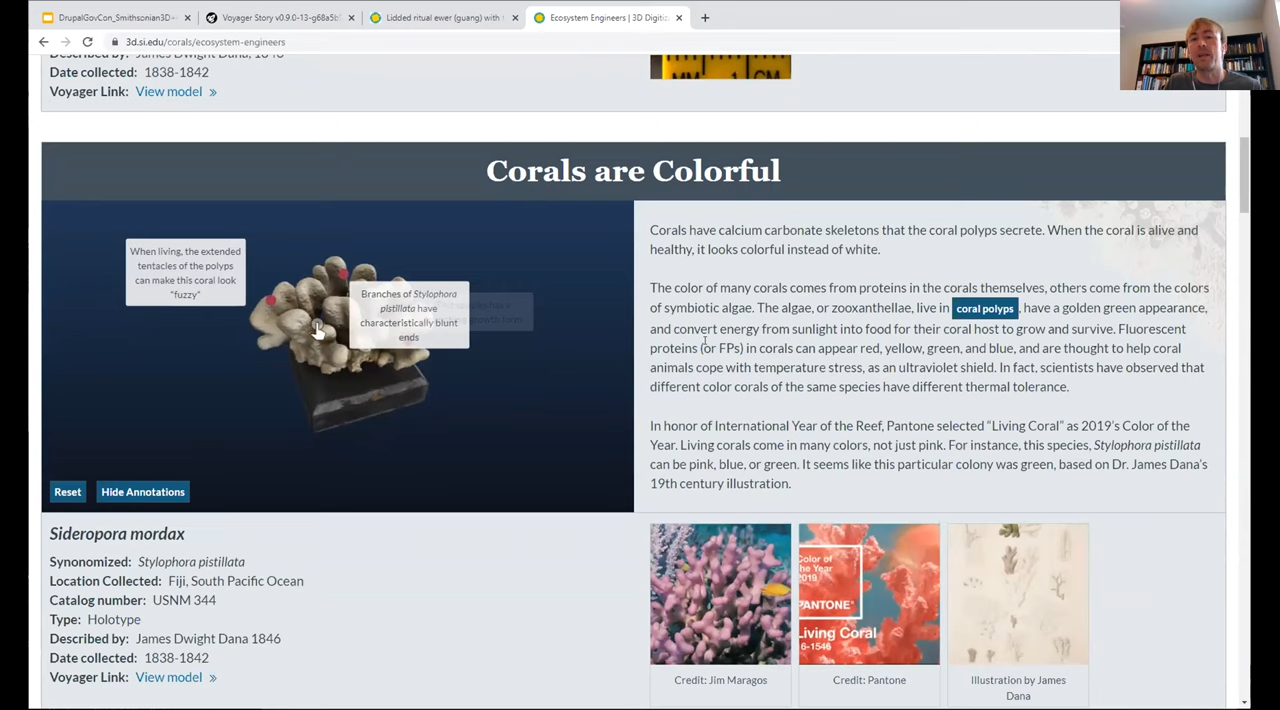 DrupalGovCon_Smithsonian3D+
Voyager Story v0.9.0-13-g68a5b
Lidded ritual ewer (guang) with
Ecosystem Engineers | 3D Digitiz
3d.si.edu/corals/ecosystem-engineers
Date collected: 1838-1842
Voyager Link: View model »
MM 1 CM
Corals are Colorful
When living, the extended
tentacles of the polyps
can make this coral look
"fuzzy"
Branches of Stylophora
pistillata have
characteristically blunt
ends
growth form
Reset
Hide Annotations
Corals have calcium carbonate skeletons that the coral polyps secrete. When the coral is alive and
healthy, it looks colorful instead of white.
The color of many corals comes from proteins in the corals themselves, others come from the colors
of symbiotic algae. The algae, or zooxanthellae, live in coral polyps, have a golden green appearance,
and convert energy from sunlight into food for their coral host to grow and survive. Fluorescent
proteins (or FPs) in corals can appear red, yellow, green, and blue, and are thought to help coral
animals cope with temperature stress, as an ultraviolet shield. In fact, scientists have observed that
different color corals of the same species have different thermal tolerance.
In honor of International Year of the Reef, Pantone selected “Living Coral” as 2019’s Color of the
Year. Living corals come in many colors, not just pink. For instance, this species, Stylophora pistillata
can be pink, blue, or green. It seems like this particular colony was green, based on Dr. James Dana’s
19th century illustration.
Sideropora mordax
Synonomized: Stylophora pistillata
Location Collected: Fiji, South Pacific Ocean
Catalog number: USNM 344
Type: Holotype
Described by: James Dwight Dana 1846
Date collected: 1838-1842
Voyager Link: View model »
Color of
the Year
2019
PANTONE®
Living Coral
6-1546
Credit: Jim Maragos
Credit: Pantone
Illustration by James
Dana